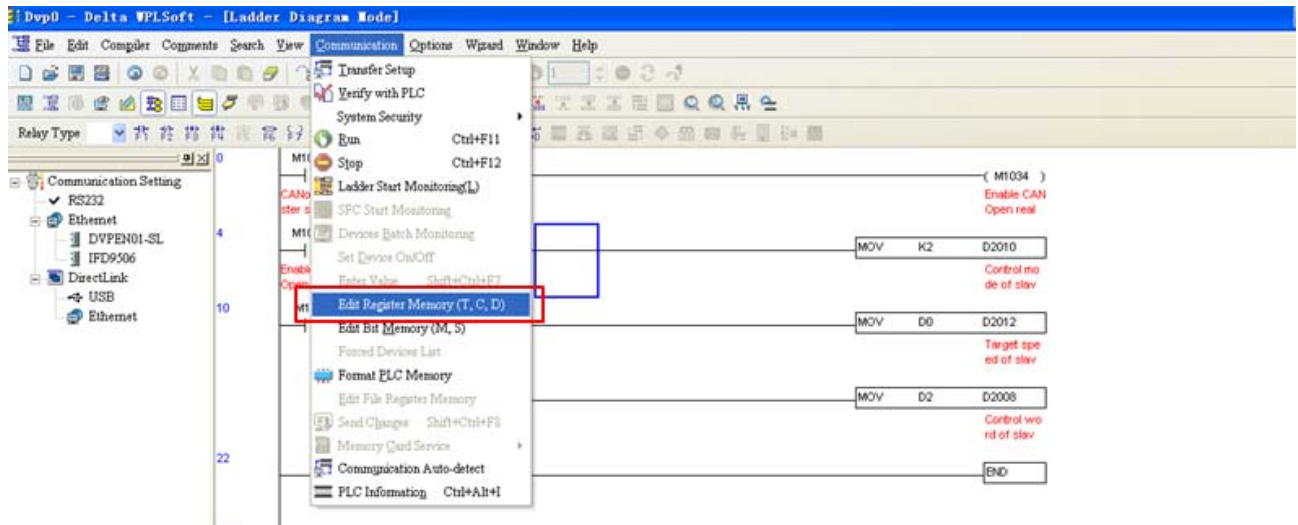 Dvp0 - Delta WPLSoft - [Ladder Diagram Mode]
File Edit Compiler Comments Search View Communication Options Wizard Window Help
Relay Type
Communication Setting
RS232
Ethernet
DVPEN01-SL
IFD9506
DirectLink
USB
Ethernet
Transfer Setup
Verify with PLC
System Security
Run Ctrl+F11
Stop Ctrl+F12
Ladder Start Monitoring(L)
SFC Start Monitoring
Devices Batch Monitoring
Set Device On/Off
Enter Value Shift+Ctrl+F7
Edit Register Memory (T, C, D)
Edit Bit Memory (M, S)
Forced Devices List
Format PLC Memory
Edit File Register Memory
Send Changes Shift+Ctrl+F8
Memory Card Service
Communication Auto-detect
PLC Information Ctrl+Alt+I
0
( M1034 )
Enable CAN
Open real
4
MOV K2 D2010
Control mo
de of slav
10
MOV D0 D2012
Target spe
ed of slav
MOV D2 D2008
Control wo
rd of slav
22
END